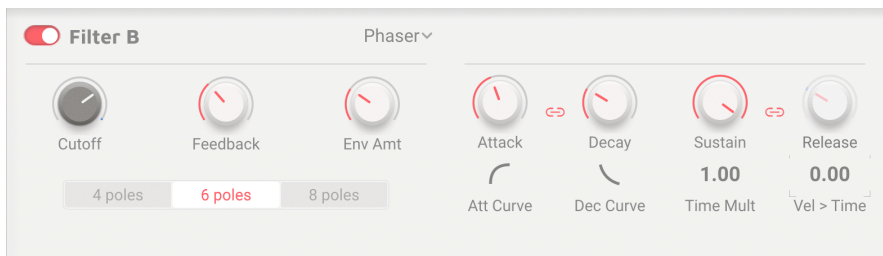 Filter B
Phaser
Cutoff
Feedback
Env Amt
4 poles
6 poles
8 poles
Attack
Decay
Sustain
Release
1.00
0.00
Att Curve
Dec Curve
Time Mult
Vel > Time